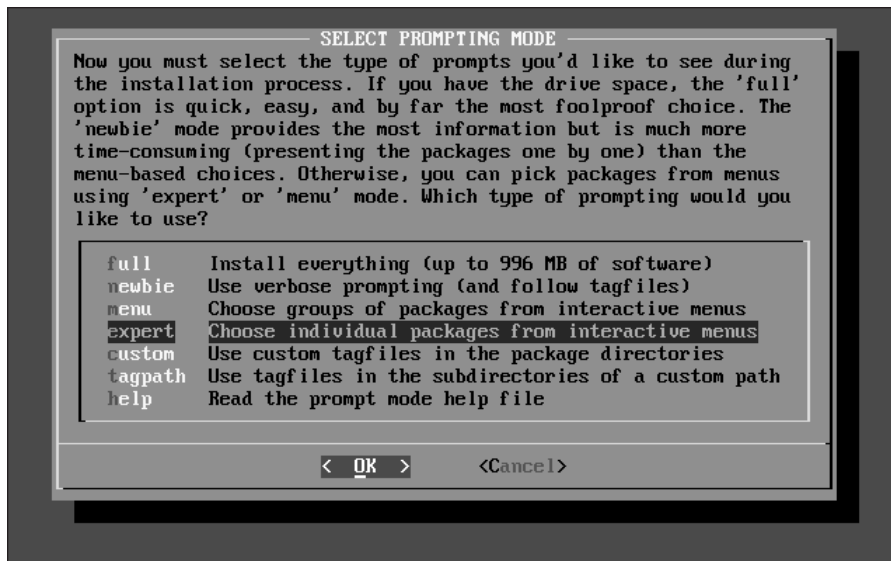 SELECT PROMPTING MODE
Now you must select the type of prompts you'd like to see during
the installation process. If you have the drive space, the 'full'
option is quick, easy, and by far the most foolproof choice. The
'newbie' mode provides the most information but is much more
time-consuming (presenting the packages one by one) than the
menu-based choices. Otherwise, you can pick packages from menus
using 'expert' or 'menu' mode. Which type of prompting would you
like to use?
full Install everything (up to 996 MB of software)
newbie Use verbose prompting (and follow tagfiles)
menu Choose groups of packages from interactive menus
expert Choose individual packages from interactive menus
custom Use custom tagfiles in the package directories
tagpath Use tagfiles in the subdirectories of a custom path
help Read the prompt mode help file
< OK > <Cancel>